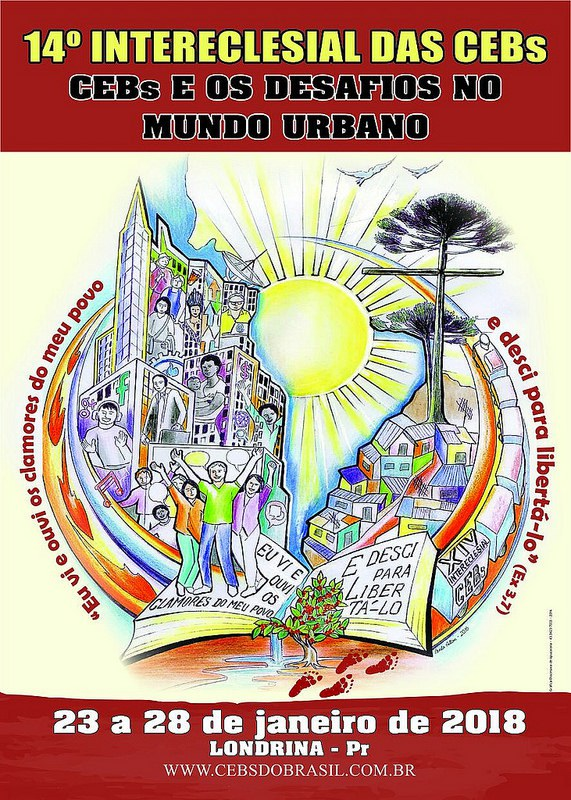 14º INTERECLESIAL DAS CEBs
CEBs E OS DESAFIOS NO
MUNDO URBANO
"Eu vi e ouvi os clamores do meu povo
e desci para libertá-lo" (Ex 3,7)
EU VI E
OUVI
OS
CLAMORES DO MEU POVO
E DESCI
PARA
LIBER
TÁ-LO
XIV
INTERECLESIAL
CEBs
23 a 28 de janeiro de 2018
LONDRINA - Pr
WWW.CEBSDOBRASIL.COM.BR